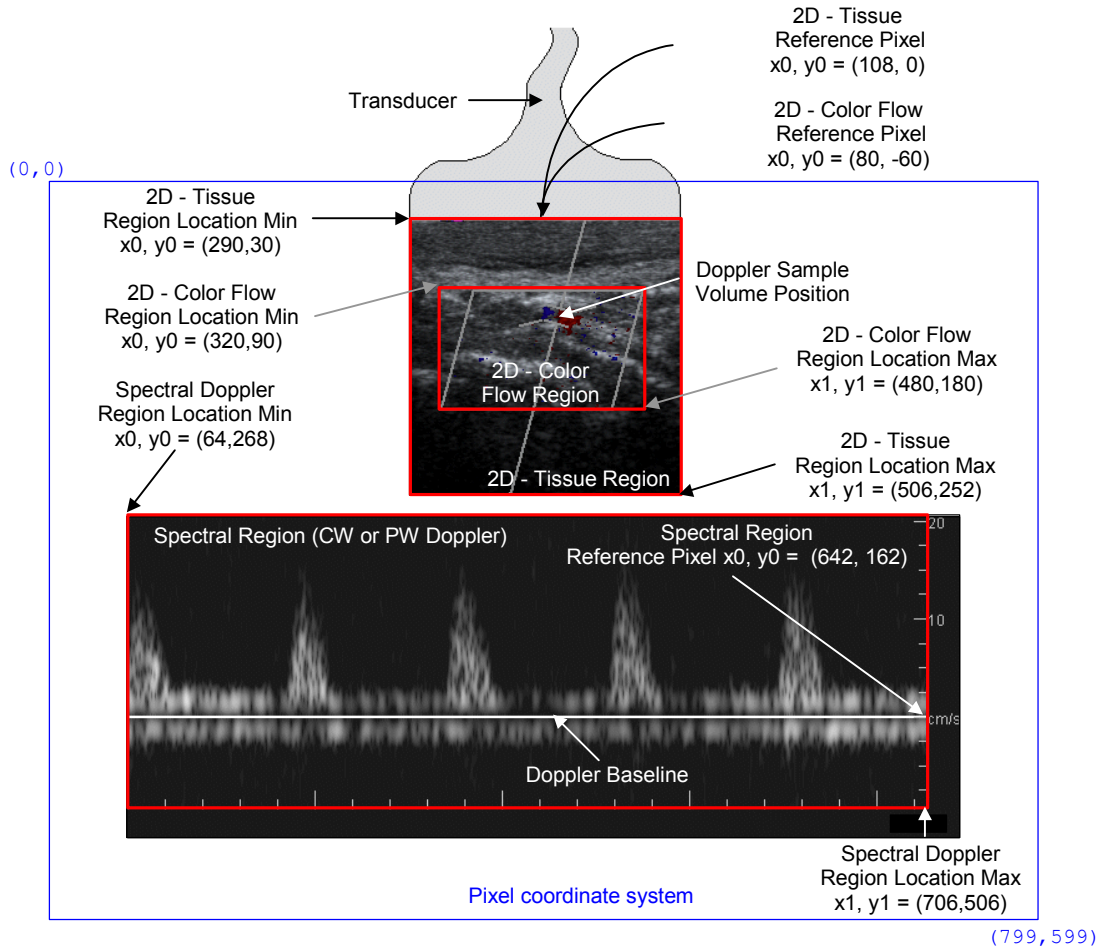 2D - Tissue
Reference Pixel
x0, y0 = (108, 0)
Transducer
2D - Color Flow
Reference Pixel
x0, y0 = (80, -60)
(0,0)
2D - Tissue
Region Location Min
x0, y0 = (290,30)
Doppler Sample
Volume Position
2D - Color Flow
Region Location Min
x0, y0 = (320,90)
2D - Color Flow
Region Location Max
x1, y1 = (480,180)
2D - Color
Flow Region
Spectral Doppler
Region Location Min
x0, y0 = (64,268)
2D - Tissue
Region Location Max
x1, y1 = (506,252)
2D - Tissue Region
Spectral Region (CW or PW Doppler)
Spectral Region
Reference Pixel x0, y0 = (642, 162)
20
10
cm/s
Doppler Baseline
Spectral Doppler
Region Location Max
x1, y1 = (706,506)
Pixel coordinate system
(799,599)